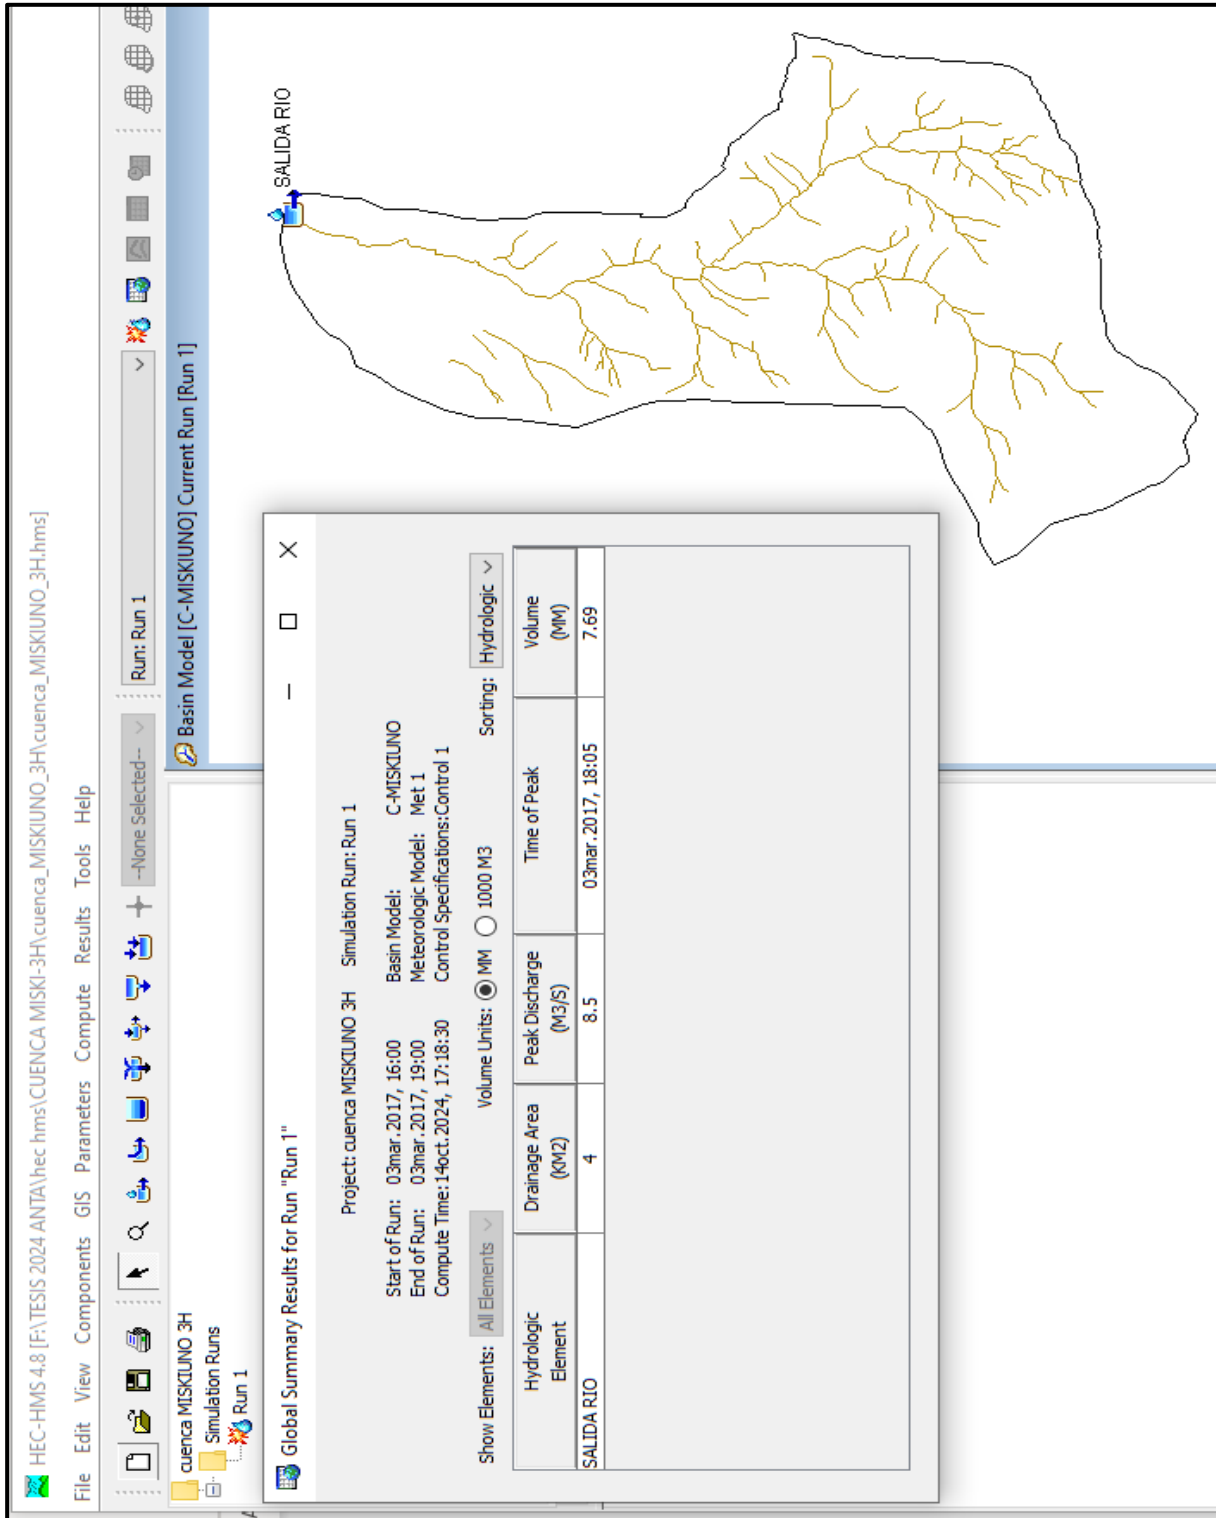 HEC-HMS 4.8 [F:\TESIS 2024 ANTA\hec hms\CUENCA MISKI-3H\cuenca_MISKIUNO_3H\cuenca_MISKIUNO_3H.hms]
File Edit View Components GIS Parameters Compute Results Tools Help
--None Selected-- Run: Run 1
cuenca MISKIUNO 3H
Simulation Runs
Run 1
Basin Model [C-MISKIUNO] Current Run [Run 1]
SALIDA RIO
Global Summary Results for Run "Run 1"
Project: cuenca MISKIUNO 3H Simulation Run: Run 1
Start of Run: 03mar.2017, 16:00 Basin Model: C-MISKIUNO
End of Run: 03mar.2017, 19:00 Meteorologic Model: Met 1
Compute Time:14oct.2024, 17:18:30 Control Specifications:Control 1
Show Elements: All Elements Volume Units: MM 1000 M3 Sorting: Hydrologic
Hydrologic Drainage Area Peak Discharge Time of Peak Volume
Element (KM2) (M3/S) (MM)
SALIDA RIO 4 8.5 03mar.2017, 18:05 7.69